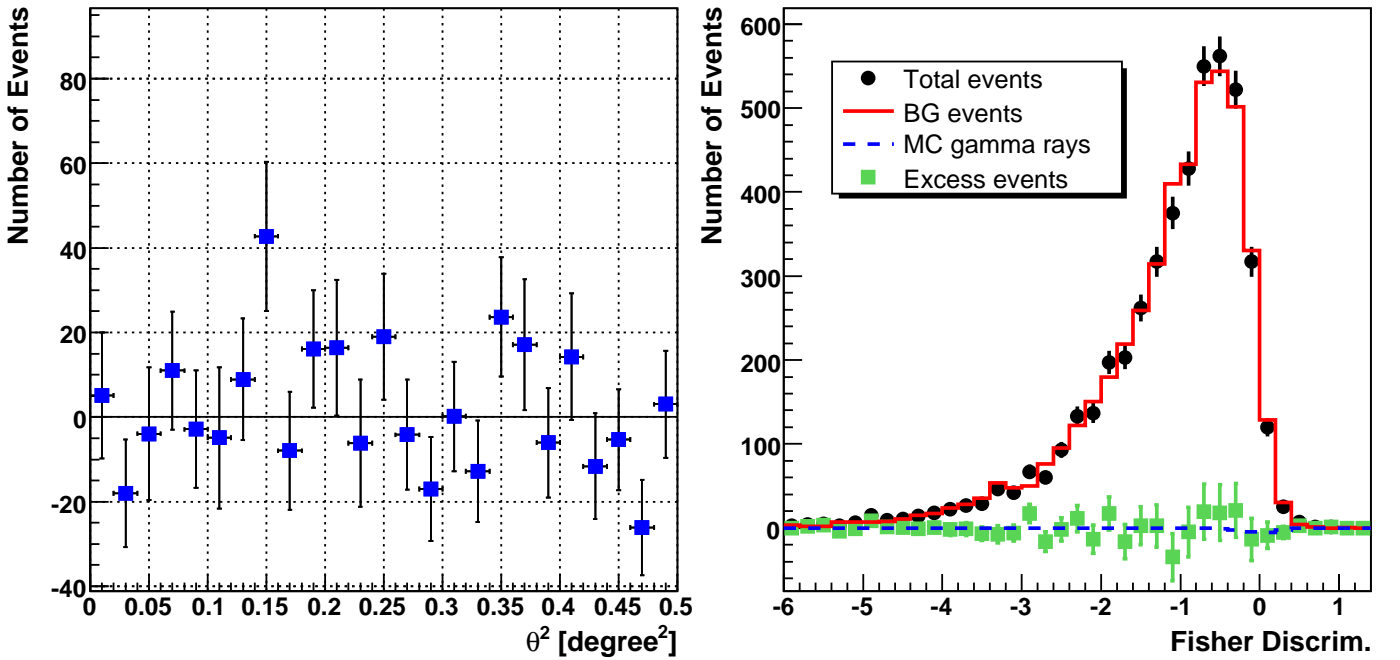 Number of Events
80
60
40
20
0
-20
-40
0 0.05 0.1 0.15 0.2 0.25 0.3 0.35 0.4 0.45 0.5
θ² [degree²]
Number of Events
600
500
400
300
200
100
0
Total events
BG events
MC gamma rays
Excess events
-6 -5 -4 -3 -2 -1 0 1
Fisher Discrim.